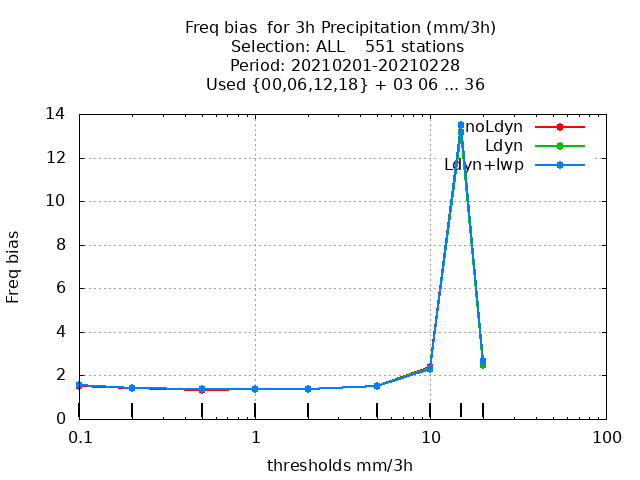 Freq bias  for 3h Precipitation (mm/3h)
Selection: ALL    551 stations
Period: 20210201-20210228
Used {00,06,12,18} + 03 06 ... 36
14
12
10
8
6
4
2
0
Freq bias
noLdyn
Ldyn
Ldyn+lwp
0.1
1
10
100
thresholds mm/3h